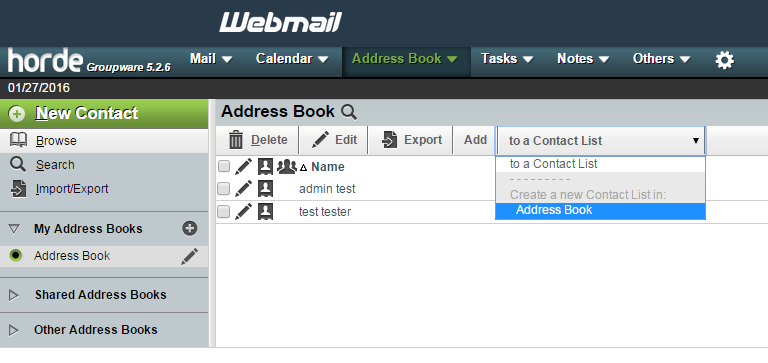 Webmail
horde Groupware 5.2.6 Mail Calendar Address Book Tasks Notes Others
01/27/2016
New Contact
Browse
Search
Import/Export
My Address Books
Address Book
Shared Address Books
Other Address Books
Address Book
Delete Edit Export Add to a Contact List
Name
admin test
test tester
to a Contact List
- - - - - - - - -
Create a new Contact List in:
Address Book